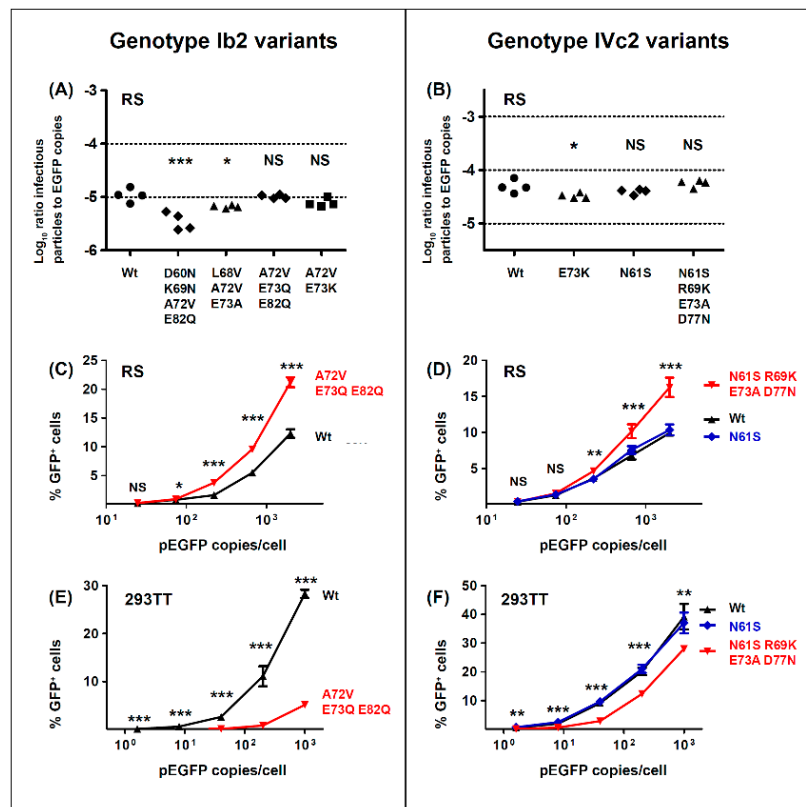 Genotype Ib2 variants
Genotype IVc2 variants
(A)
RS
Log10 ratio infectious
particles to EGFP copies
-3
-4
-5
-6
***
*
NS
NS
Wt
D60N
K69N
A72V
E82Q
L68V
A72V
E73A
A72V
E73Q
E82Q
A72V
E73K
(B)
RS
Log10 ratio infectious
particles to EGFP copies
-3
-4
-5
*
NS
NS
Wt
E73K
N61S
N61S
R69K
E73A
D77N
(C)
RS
% GFP+ cells
25
20
15
10
5
NS
*
***
***
***
A72V
E73Q E82Q
Wt
10^1
10^2
10^3
pEGFP copies/cell
(D)
RS
% GFP+ cells
20
15
10
5
NS
NS
**
***
***
N61S R69K
E73A D77N
Wt
N61S
10^1
10^2
10^3
pEGFP copies/cell
(E)
293TT
% GFP+ cells
30
20
10
***
***
***
***
***
Wt
A72V
E73Q E82Q
10^0
10^1
10^2
10^3
pEGFP copies/cell
(F)
293TT
% GFP+ cells
50
40
30
20
10
**
***
***
***
**
Wt
N61S
N61S R69K
E73A D77N
10^0
10^1
10^2
10^3
pEGFP copies/cell